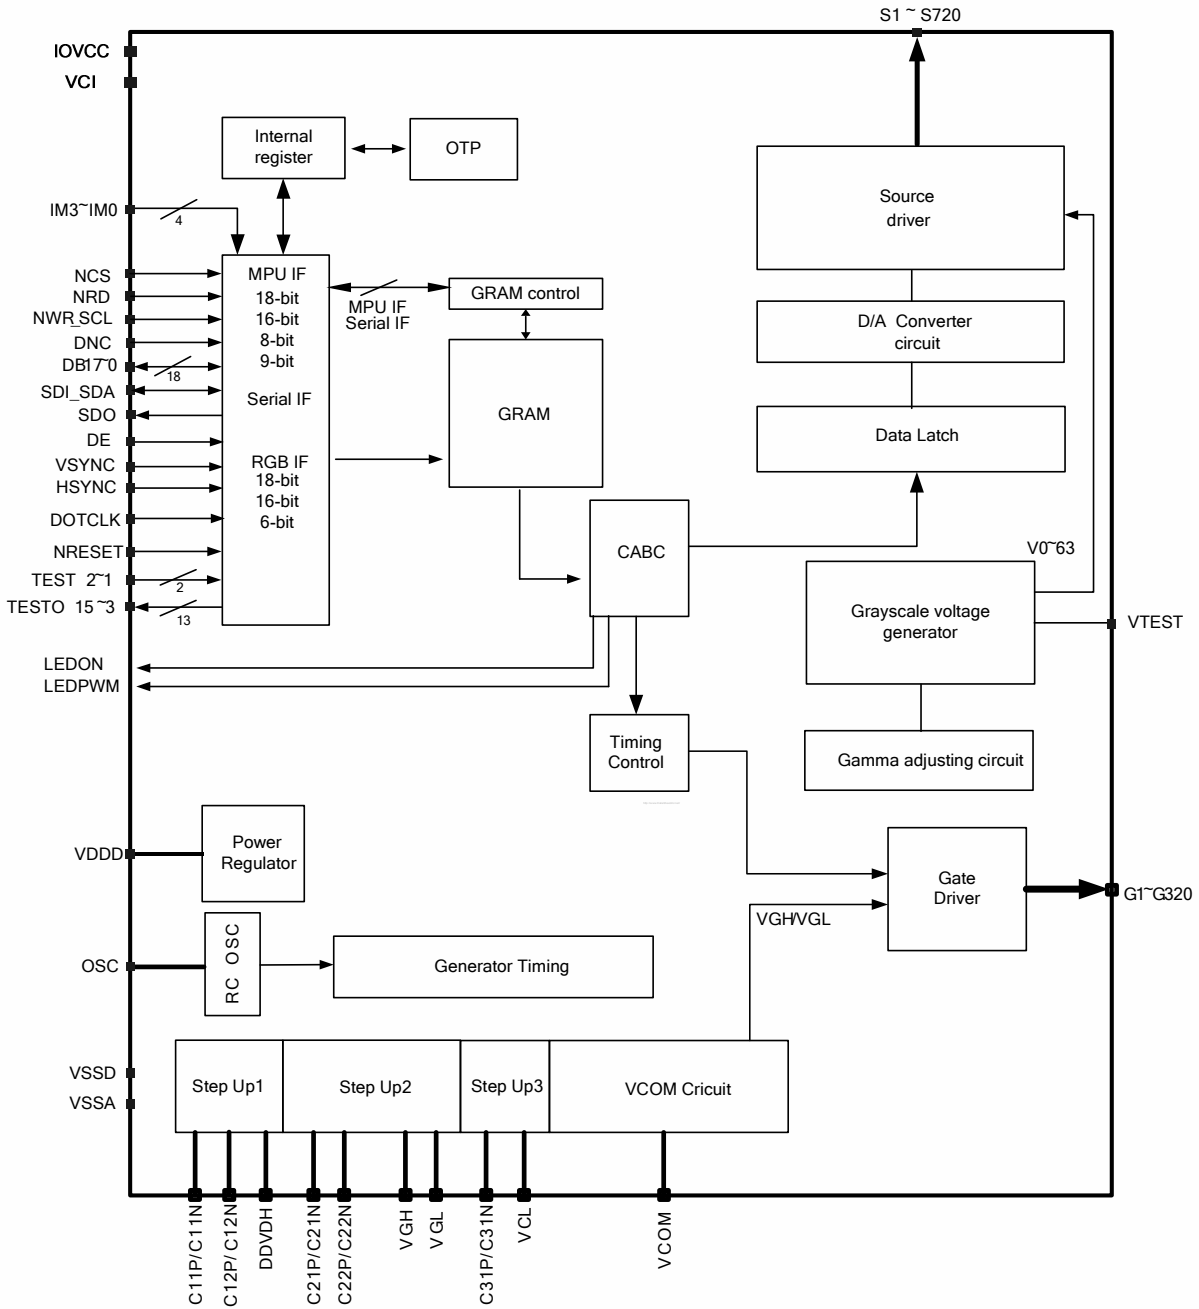 S1 ~ S720
IOVCC
VCI
Internal
register
OTP
Source
driver
IM3~IM0
4
NCS
NRD
NWR_SCL
DNC
DB17~0
18
SDI_SDA
SDO
DE
VSYNC
HSYNC
DOTCLK
NRESET
TEST 2~1
2
TESTO 15 ~3
13
MPU IF
18-bit
16-bit
8-bit
9-bit
Serial IF
RGB IF
18-bit
16-bit
6-bit
MPU IF
Serial IF
GRAM control
GRAM
D/A Converter
circuit
Data Latch
CABC
V0~63
Grayscale voltage
generator
VTEST
LEDON
LEDPWM
Timing
Control
Gamma adjusting circuit
VDDD
Power
Regulator
Gate
Driver
G1~G320
VGH/VGL
OSC
RC OSC
Generator Timing
VSSD
VSSA
Step Up1
Step Up2
Step Up3
VCOM Cricuit
C11P/C11N
C12P/C12N
DDVDH
C21P/C21N
C22P/C22N
VGH
VGL
C31P/C31N
VCL
VCOM